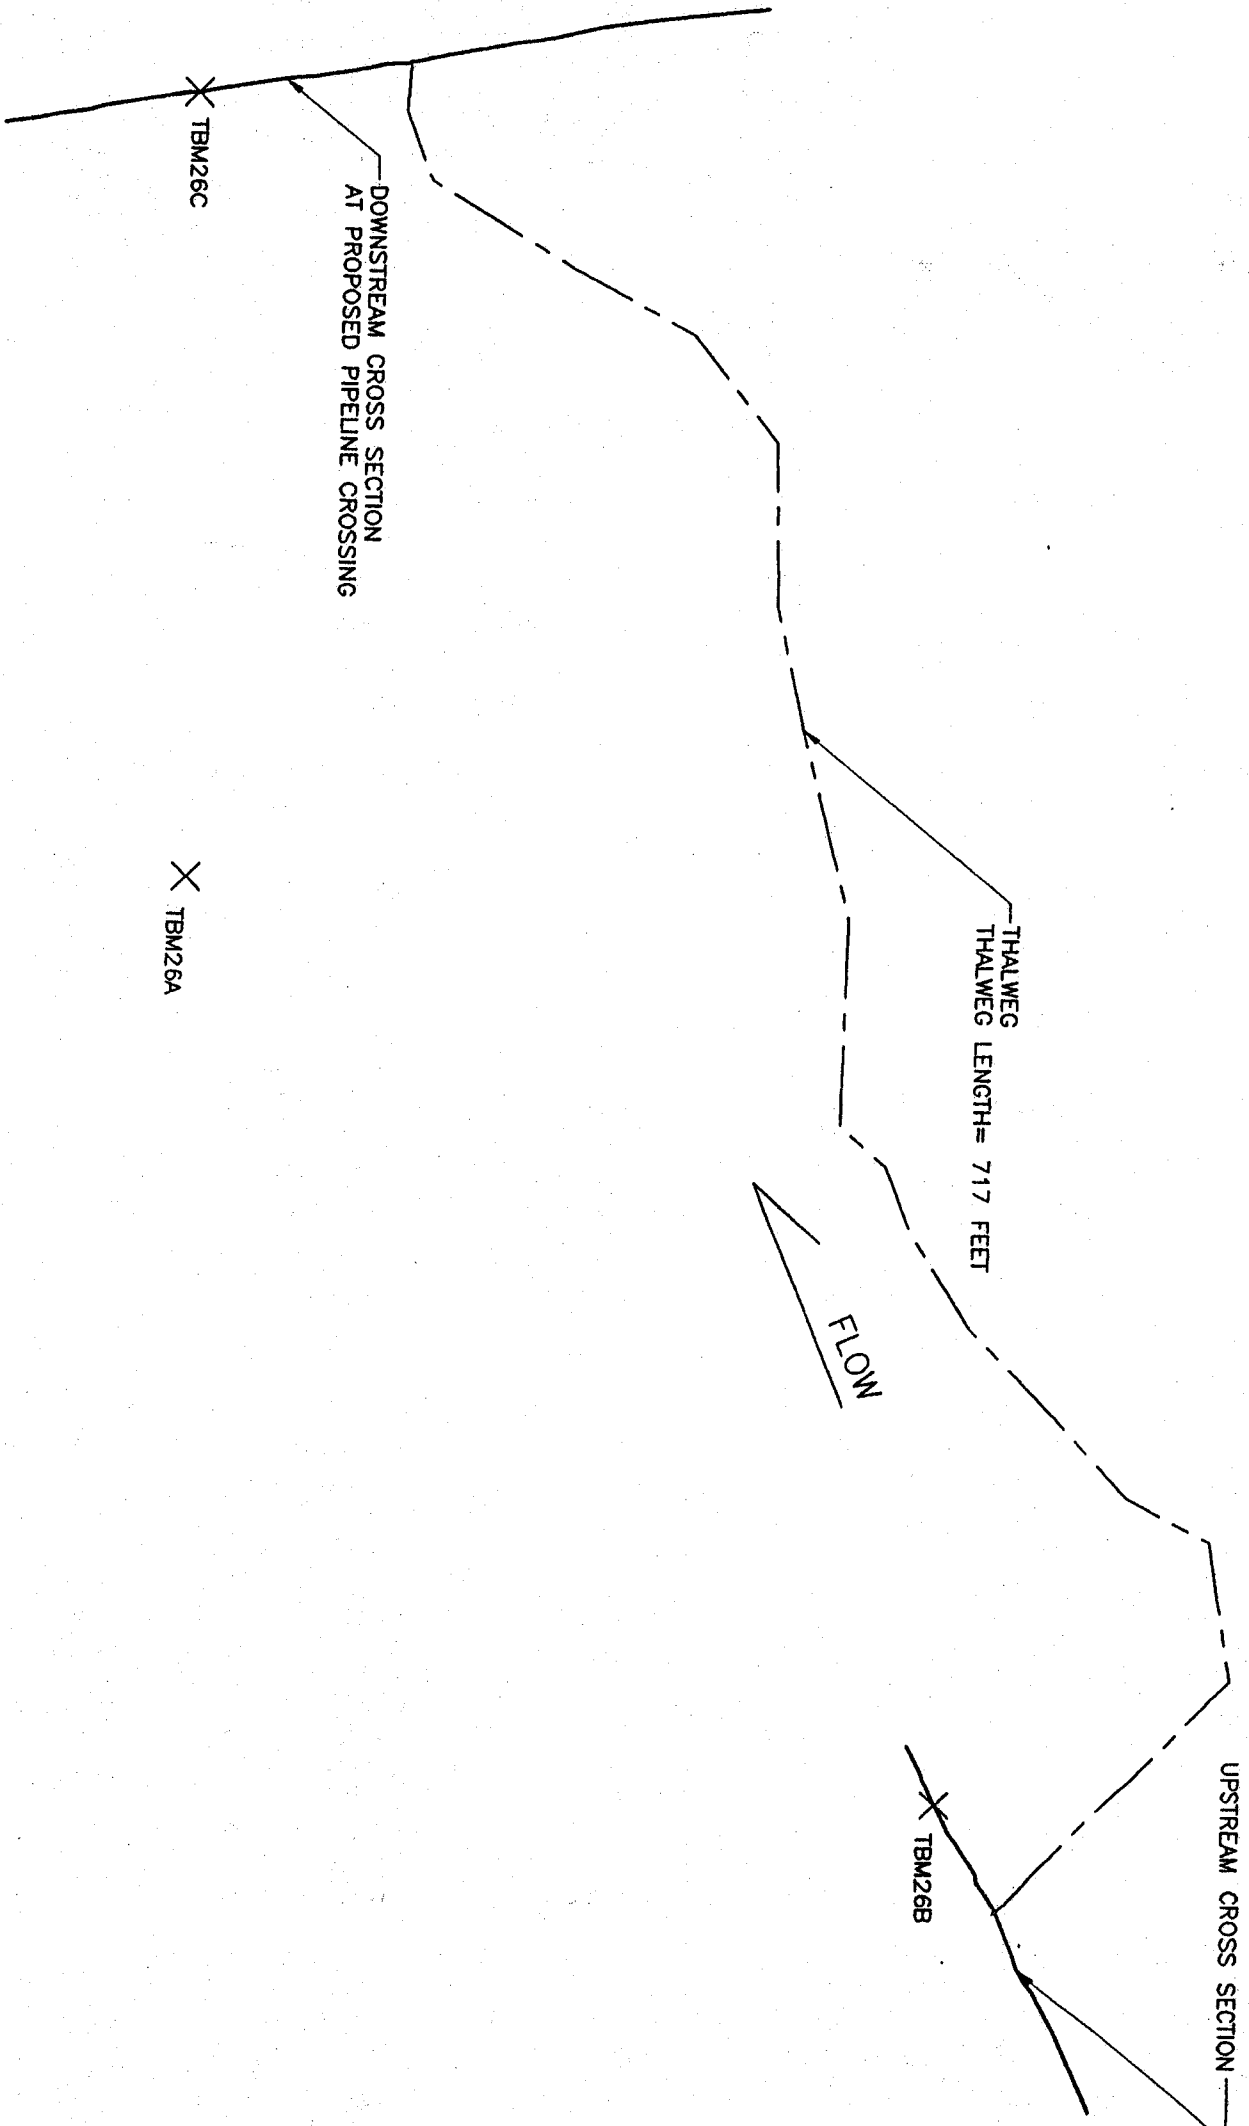 UPSTREAM CROSS SECTION
THALWEG
THALWEG LENGTH= 717 FEET
FLOW
TBM26B
DOWNSTREAM CROSS SECTION
AT PROPOSED PIPELINE CROSSING
TBM26C
TBM26A